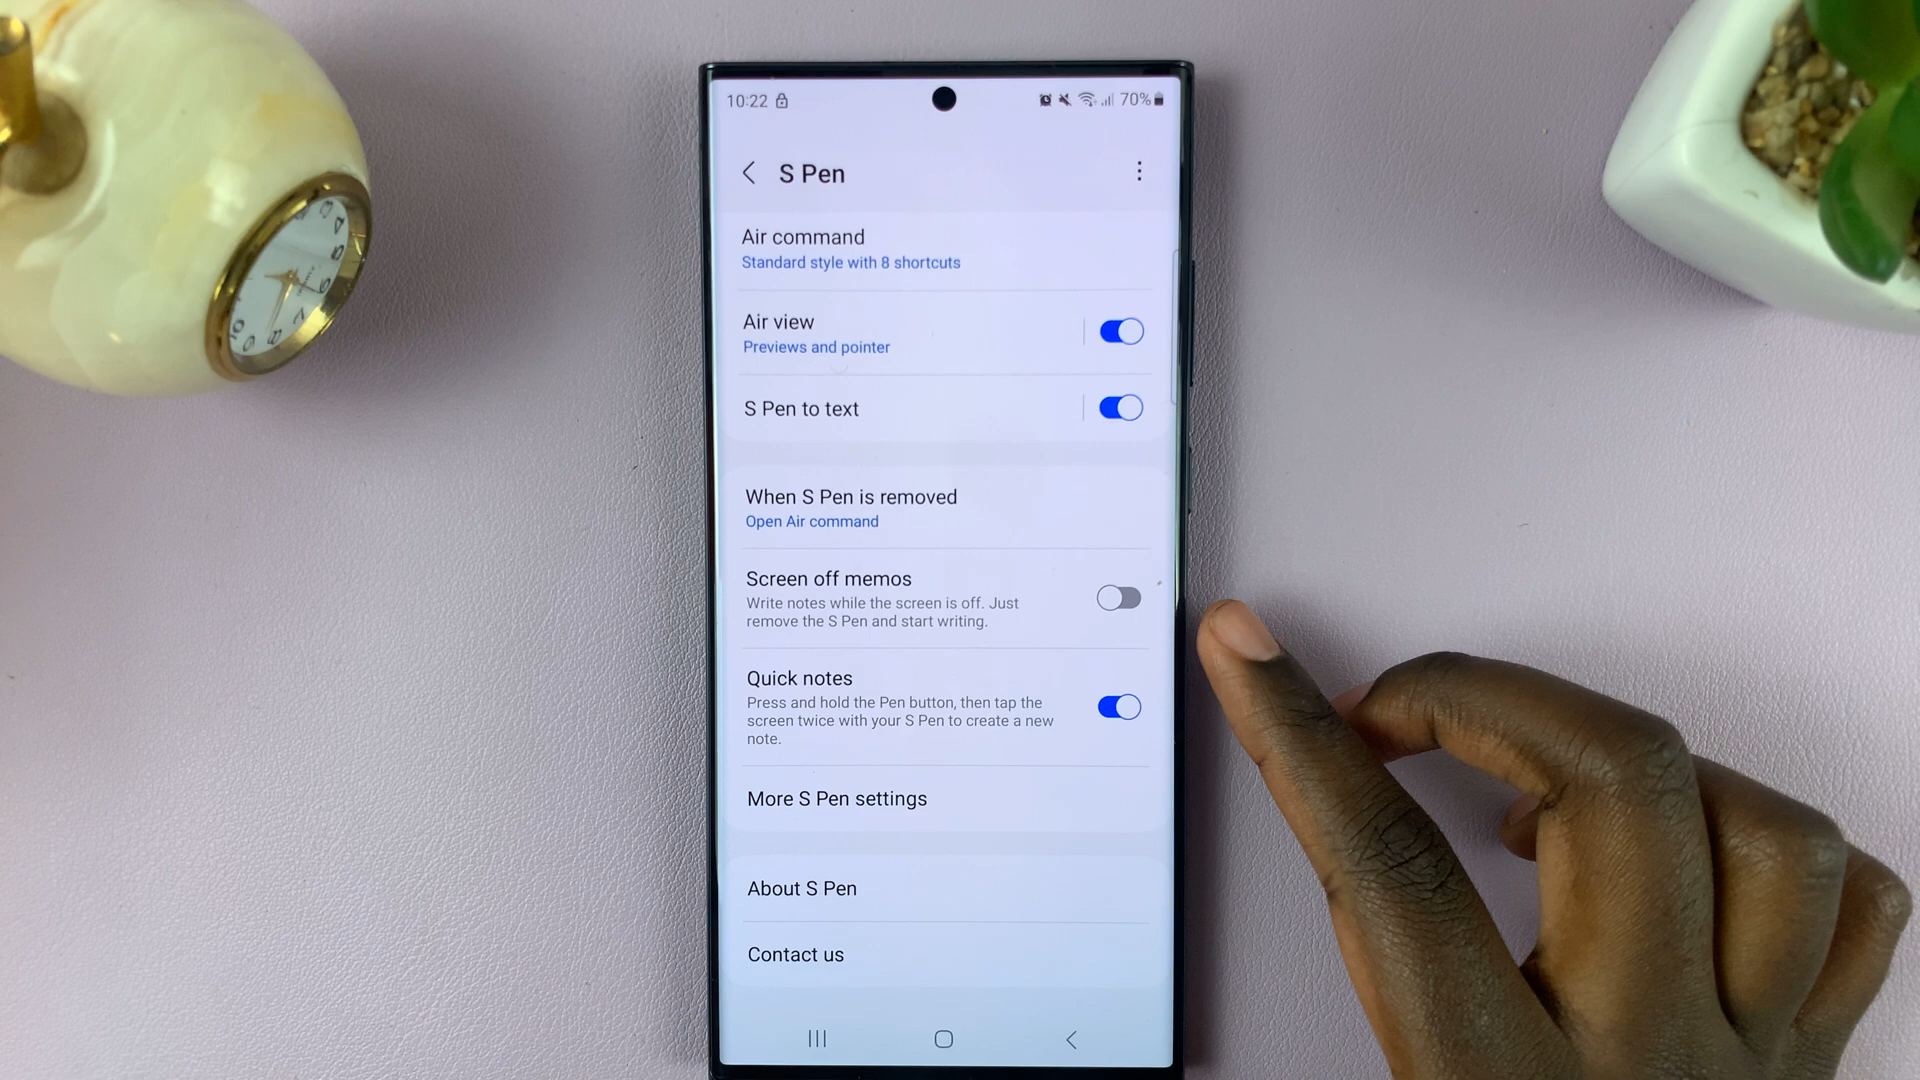 10:22
70%
S Pen
Air command
Standard style with 8 shortcuts
Air view
Previews and pointer
S Pen to text
When S Pen is removed
Open Air command
Screen off memos
Write notes while the screen is off. Just
remove the S Pen and start writing.
Quick notes
Press and hold the Pen button, then tap the
screen twice with your S Pen to create a new
note.
More S Pen settings
About S Pen
Contact us